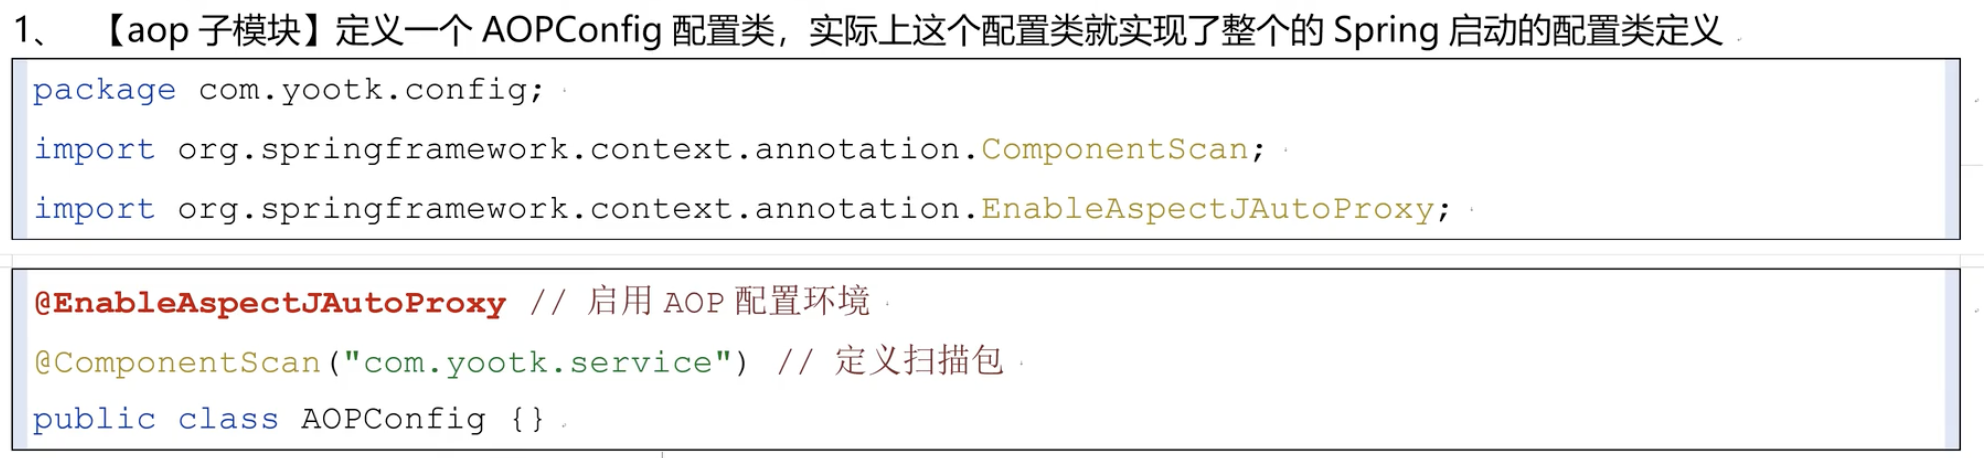 1、 【aop 子模块】定义一个 AOPConfig 配置类，实际上这个配置类就实现了整个的 Spring 启动的配置类定义
package com.yootk.config;
import org.springframework.context.annotation.ComponentScan;
import org.springframework.context.annotation.EnableAspectJAutoProxy;
@EnableAspectJAutoProxy // 启用 AOP 配置环境
@ComponentScan("com.yootk.service") // 定义扫描包
public class AOPConfig {}